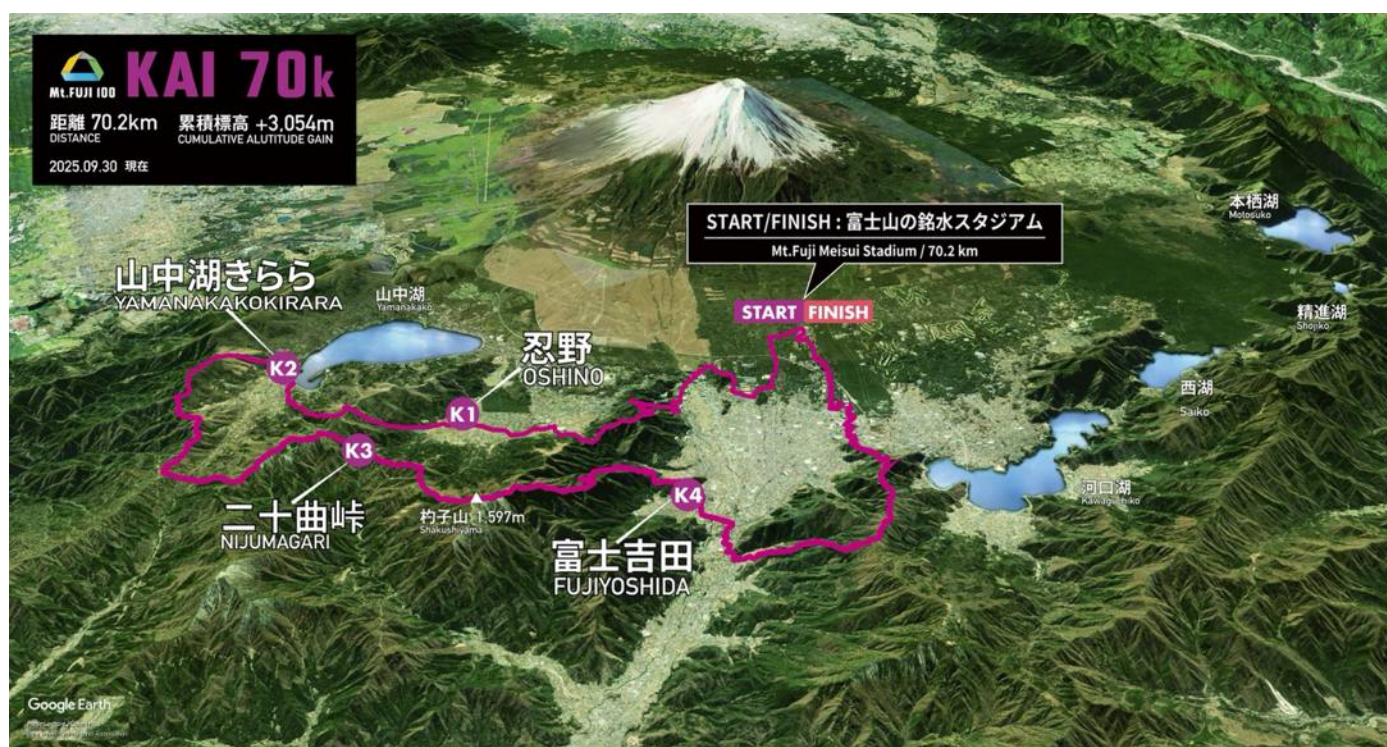 Mt.FUJI 100
KAI 70k
距離 70.2km
DISTANCE
累積標高 +3,054m
CUMULATIVE ALUTITUDE GAIN
2025.09.30 現在
START/FINISH : 富士山の銘水スタジアム
Mt.Fuji Meisui Stadium / 70.2 km
START FINISH
本栖湖
Motosuko
精進湖
Shojiko
西湖
Saiko
河口湖
Kawaguchiko
山中湖きらら
YAMANAKAKOKIRARA
山中湖
Yamanakako
K2
忍野
OSHINO
K1
K3
二十曲峠
NIJUMAGARI
杓子山 1,597m
Shakushiyama
K4
富士吉田
FUJIYOSHIDA
Google Earth